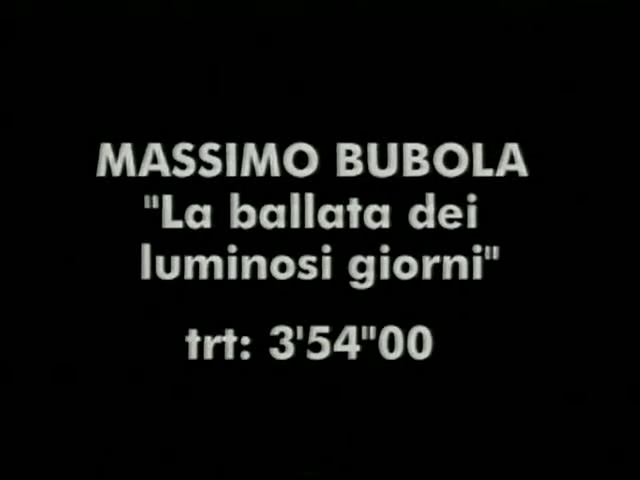 MASSIMO BUBOLA
"La ballata dei
luminosi giorni"
trt: 3'54"00